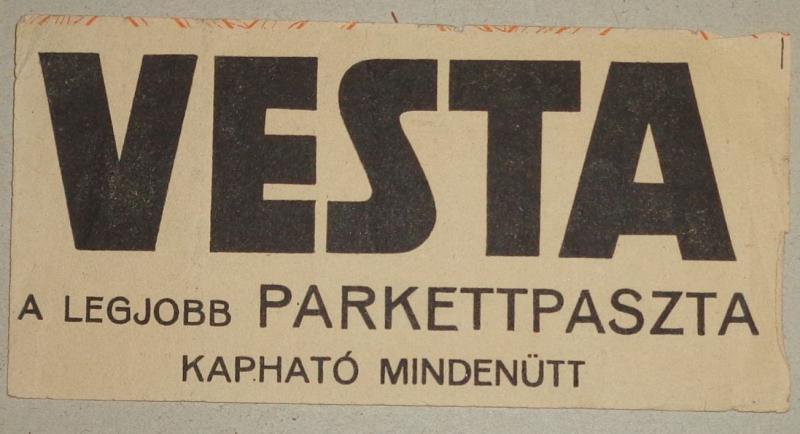 VESTA
A LEGJOBB PARKETTPASZTA
KAPHATÓ MINDENÜTT